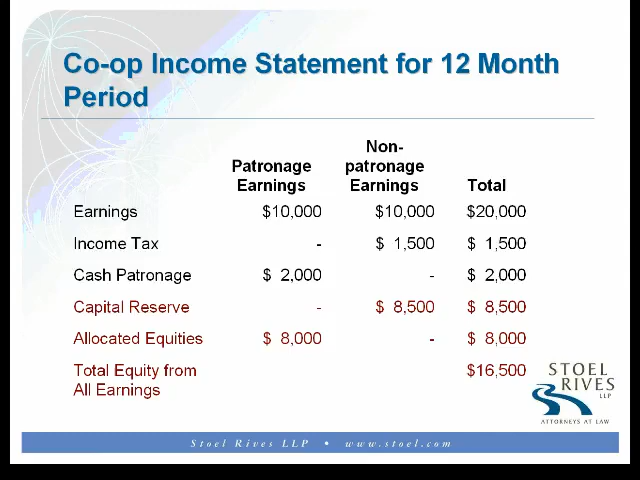 Co-op Income Statement for 12 Month
Period
Patronage Earnings Non-patronage Earnings Total
Earnings $10,000 $10,000 $20,000
Income Tax - $ 1,500 $ 1,500
Cash Patronage $ 2,000 - $ 2,000
Capital Reserve - $ 8,500 $ 8,500
Allocated Equities $ 8,000 - $ 8,000
Total Equity from $16,500
All Earnings
STOEL
RIVES
LLP
ATTORNEYS AT LAW
Stoel Rives LLP • www.stoel.com